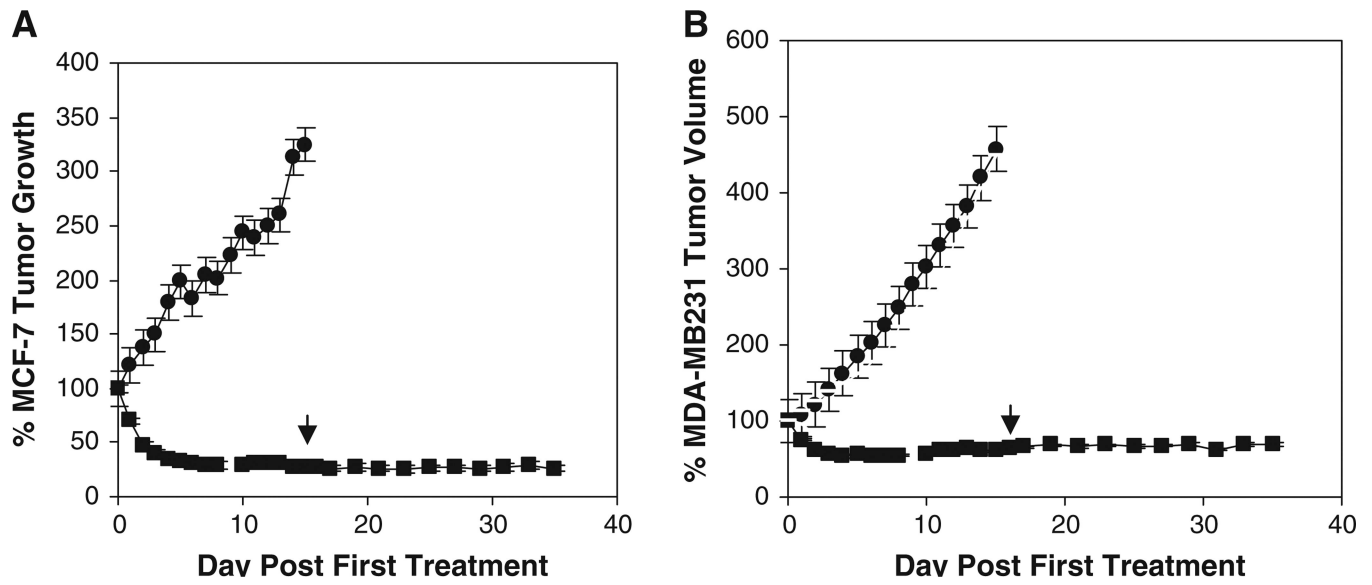 A
% MCF-7 Tumor Growth
400
350
300
250
200
150
100
50
0
0 10 20 30 40
Day Post First Treatment
B
% MDA-MB231 Tumor Volume
600
500
400
300
200
100
0
0 10 20 30 40
Day Post First Treatment